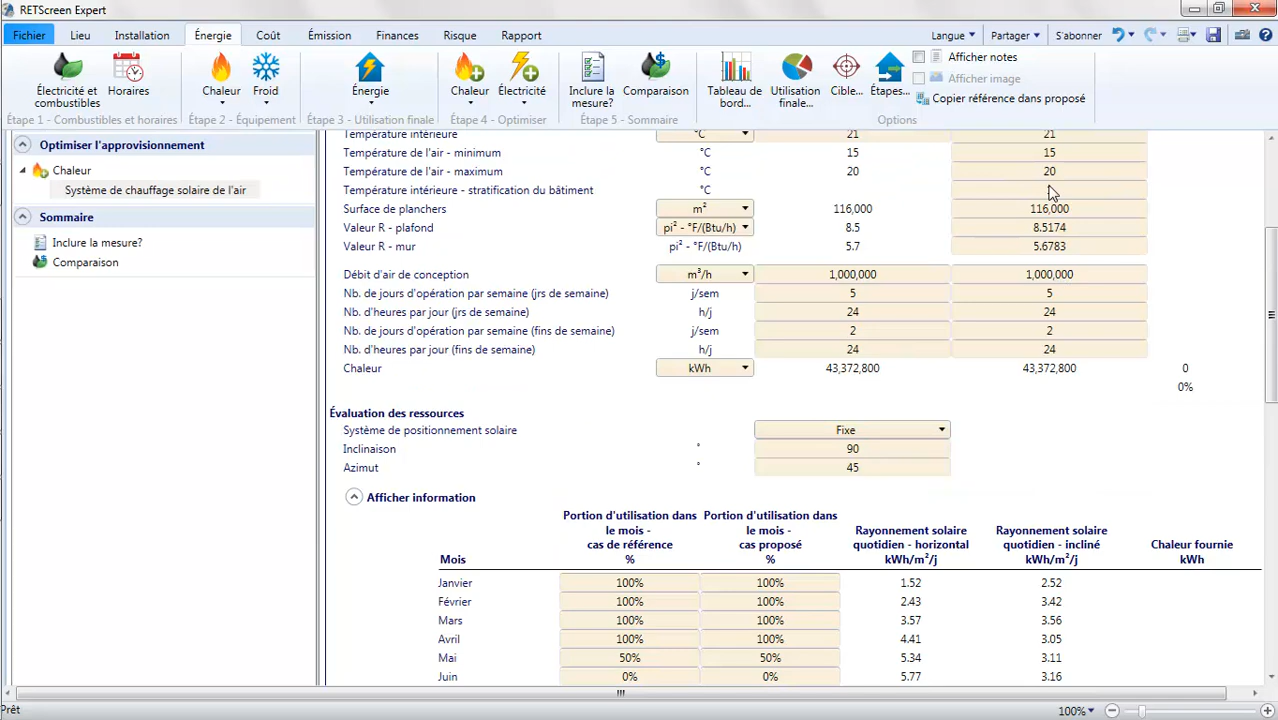 RETScreen Expert
Fichier Lieu Installation Énergie Coût Émission Finances Risque Rapport Langue Partager S'abonner
Électricité et combustibles Horaires Chaleur Froid Énergie Chaleur Électricité Inclure la mesure? Comparaison Tableau de bord... Utilisation finale... Cible... Étapes...
Afficher notes
Afficher image
Copier référence dans proposé
Étape 1 - Combustibles et horaires Étape 2 - Équipement Étape 3 - Utilisation finale Étape 4 - Optimiser Étape 5 - Sommaire Options
Optimiser l'approvisionnement
Chaleur
Système de chauffage solaire de l'air
Sommaire
Inclure la mesure?
Comparaison
Température intérieure °C 21 21
Température de l'air - minimum °C 15 15
Température de l'air - maximum °C 20 20
Température intérieure - stratification du bâtiment °C
Surface de planchers m² 116,000 116,000
Valeur R - plafond pi² - °F/(Btu/h) 8.5 8.5174
Valeur R - mur pi² - °F/(Btu/h) 5.7 5.6783
Débit d'air de conception m³/h 1,000,000 1,000,000
Nb. de jours d'opération par semaine (jrs de semaine) j/sem 5 5
Nb. d'heures par jour (jrs de semaine) h/j 24 24
Nb. de jours d'opération par semaine (fins de semaine) j/sem 2 2
Nb. d'heures par jour (fins de semaine) h/j 24 24
Chaleur kWh 43,372,800 43,372,800 0
0%
Évaluation des ressources
Système de positionnement solaire Fixe
Inclinaison ° 90
Azimut ° 45
Afficher information
Portion d'utilisation dans Portion d'utilisation dans
le mois - le mois - Rayonnement solaire Rayonnement solaire
cas de référence cas proposé quotidien - horizontal quotidien - incliné Chaleur fournie
Mois % % kWh/m²/j kWh/m²/j kWh
Janvier 100% 100% 1.52 2.52
Février 100% 100% 2.43 3.42
Mars 100% 100% 3.57 3.56
Avril 100% 100% 4.41 3.05
Mai 50% 50% 5.34 3.11
Juin 0% 0% 5.77 3.16
Prêt 100%